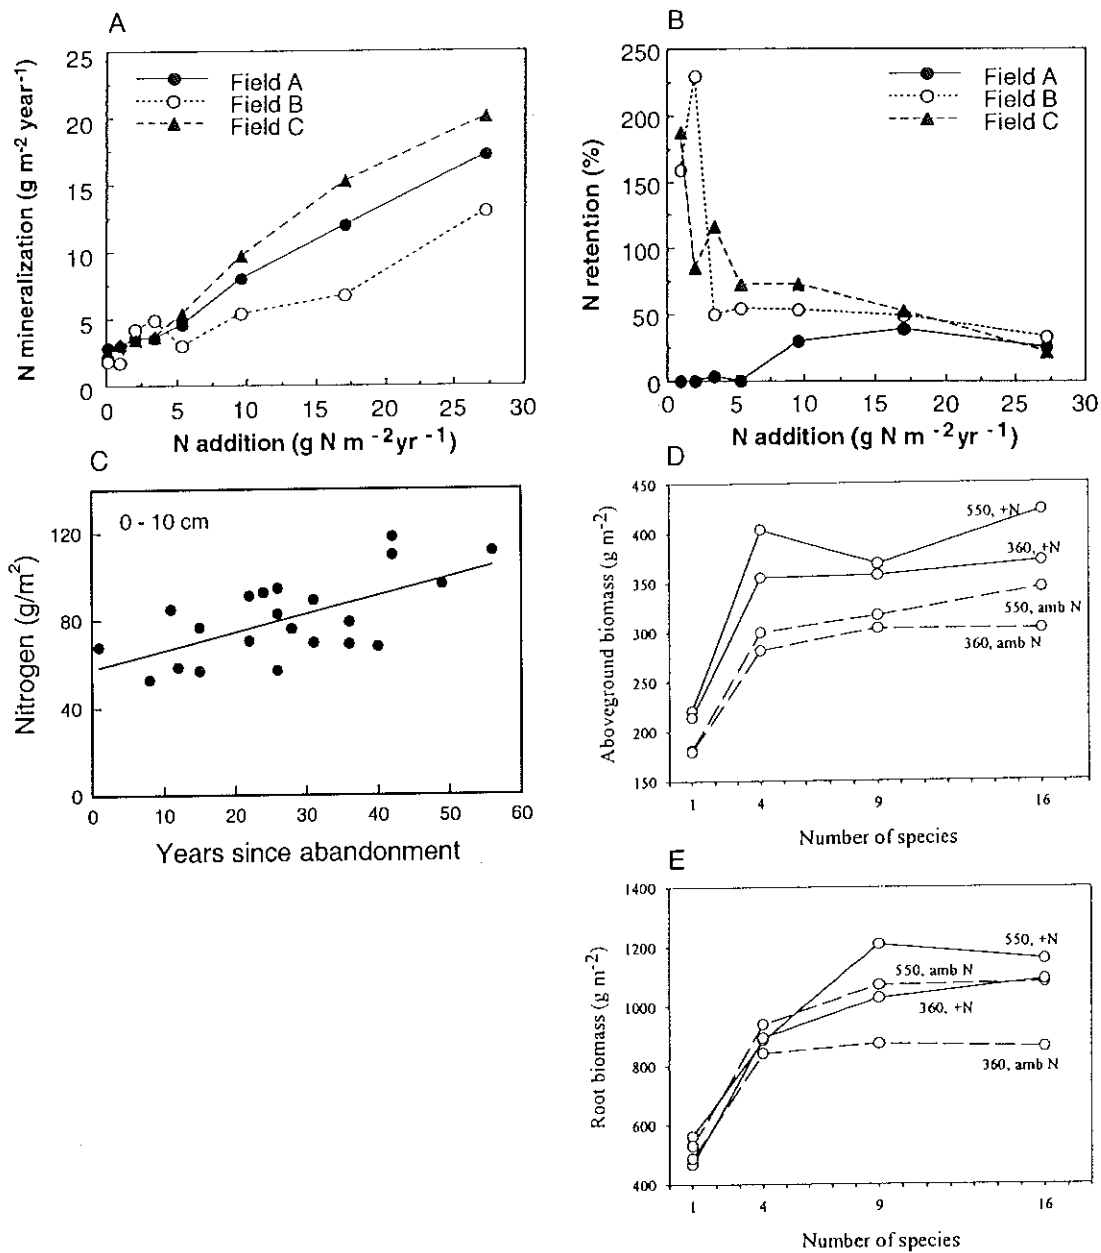 A
N mineralization (g m-2 year-1)
25
20
15
10
5
0
Field A
Field B
Field C
0 5 10 15 20 25 30
N addition (g N m -2yr -1)
B
N retention (%)
250
200
150
100
50
0
Field A
Field B
Field C
0 5 10 15 20 25 30
N addition (g N m -2yr -1)
C
Nitrogen (g/m2)
0 - 10 cm
120
80
40
0
0 10 20 30 40 50 60
Years since abandonment
D
Aboveground biomass (g m-2)
450
400
350
300
250
200
150
550, +N
360, +N
550, amb N
360, amb N
1 4 9 16
Number of species
E
Root biomass (g m-2)
1400
1200
1000
800
600
400
550, +N
550, amb N
360, +N
360, amb N
1 4 9 16
Number of species